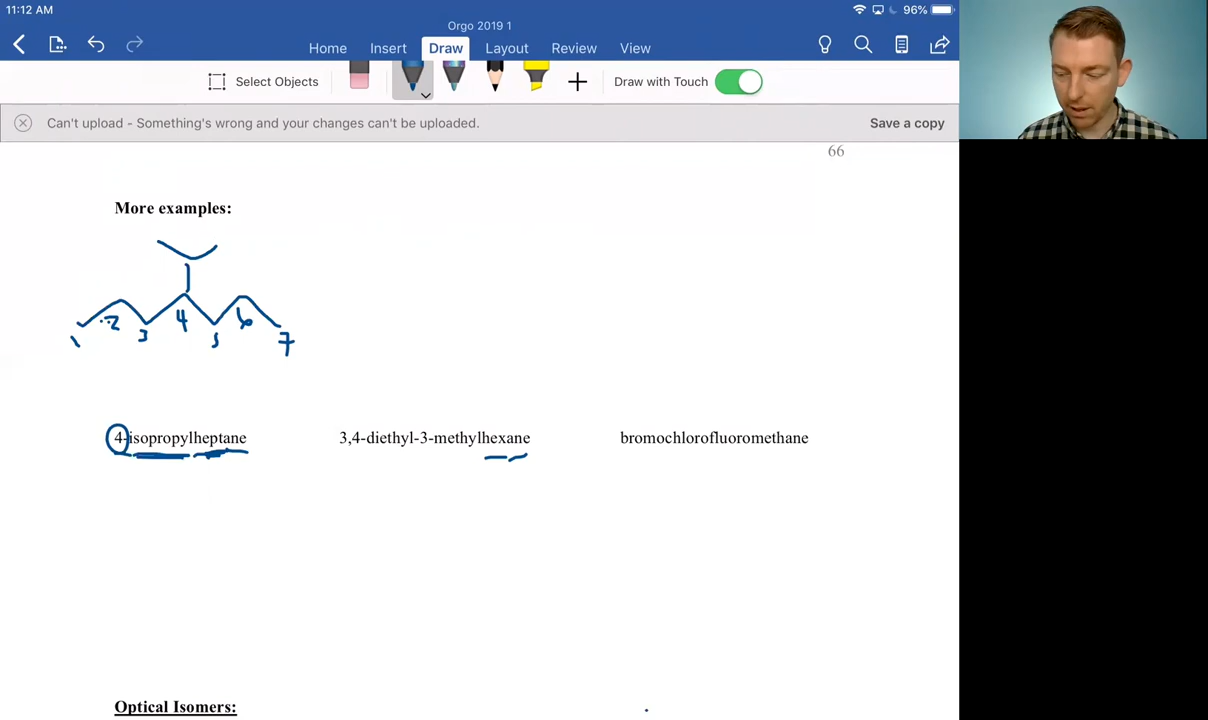 11:12 AM
96%
Orgo 2019 1
Home Insert Draw Layout Review View
Select Objects
Draw with Touch
Can't upload - Something's wrong and your changes can't be uploaded.
Save a copy
66
More examples:
1 2 3 4 5 6 7
4-isopropylheptane 3,4-diethyl-3-methylhexane bromochlorofluoromethane
Optical Isomers: